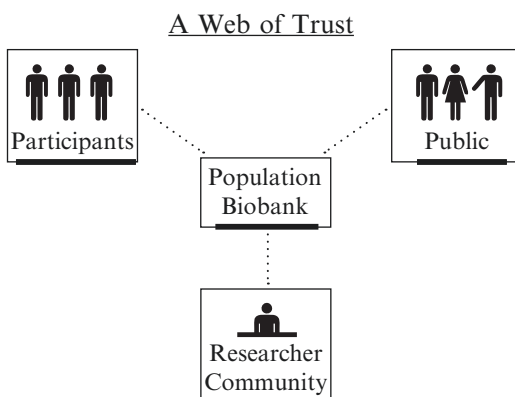 A Web of Trust
Participants
Public
Population
Biobank
Researcher
Community